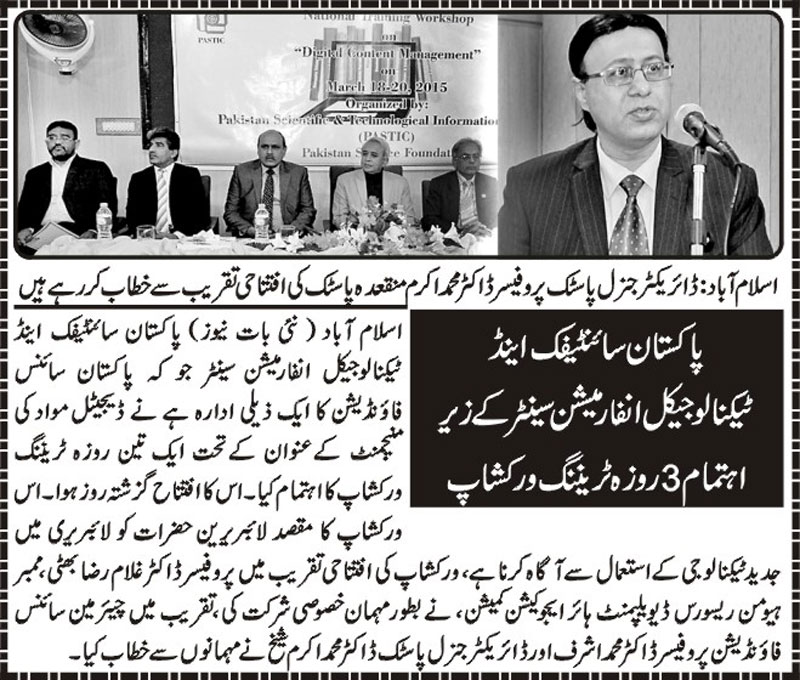 PASTIC
National Training Workshop
on
"Digital Content Management"
on
March 18-20, 2015
Organized by:
Pakistan Scientific & Technological Information
(PASTIC)
Pakistan Science Foundat
اسلام آباد: ڈائریکٹر جنرل پاسٹک پروفیسر ڈاکٹر محمد اکرم منقعدہ پاسٹک کی افتتاحی تقریب سے خطاب کر رہے ہیں
پاکستان سائنٹیفک اینڈ
ٹیکنالوجیکل انفارمیشن سینٹر کے زیر
اہتمام 3 روزہ ٹریننگ ورکشاپ
اسلام آباد (نئی بات نیوز) پاکستان سائنٹیفک اینڈ
ٹیکنالوجیکل انفارمیشن سینٹر جو کہ پاکستان سائنس
فاؤنڈیشن کا ایک ذیلی ادارہ ہے نے ڈیجیٹل مواد کی
منیجمنٹ کے عنوان کے تحت ایک تین روزہ ٹریننگ
ورکشاپ کا اہتمام کیا۔ اس کا افتتاح گزشتہ روز ہوا۔ اس
ورکشاپ کا مقصد لائبریرین حضرات کو لائبریری میں
جدید ٹیکنالوجی کے استعمال سے آگاہ کرنا ہے، ورکشاپ کی افتتاحی تقریب میں پروفیسر ڈاکٹر غلام رضا بھٹی، ممبر
ہیومن ریسورس ڈیویلپمنٹ ہائر ایجوکیشن کمیشن، نے بطور مہمان خصوصی شرکت کی، تقریب میں چیئرمین سائنس
فاؤنڈیشن پروفیسر ڈاکٹر محمد اشرف اور ڈائریکٹر جنرل پاسٹک ڈاکٹر محمد اکرم شیخ نے مہمانوں سے خطاب کیا۔